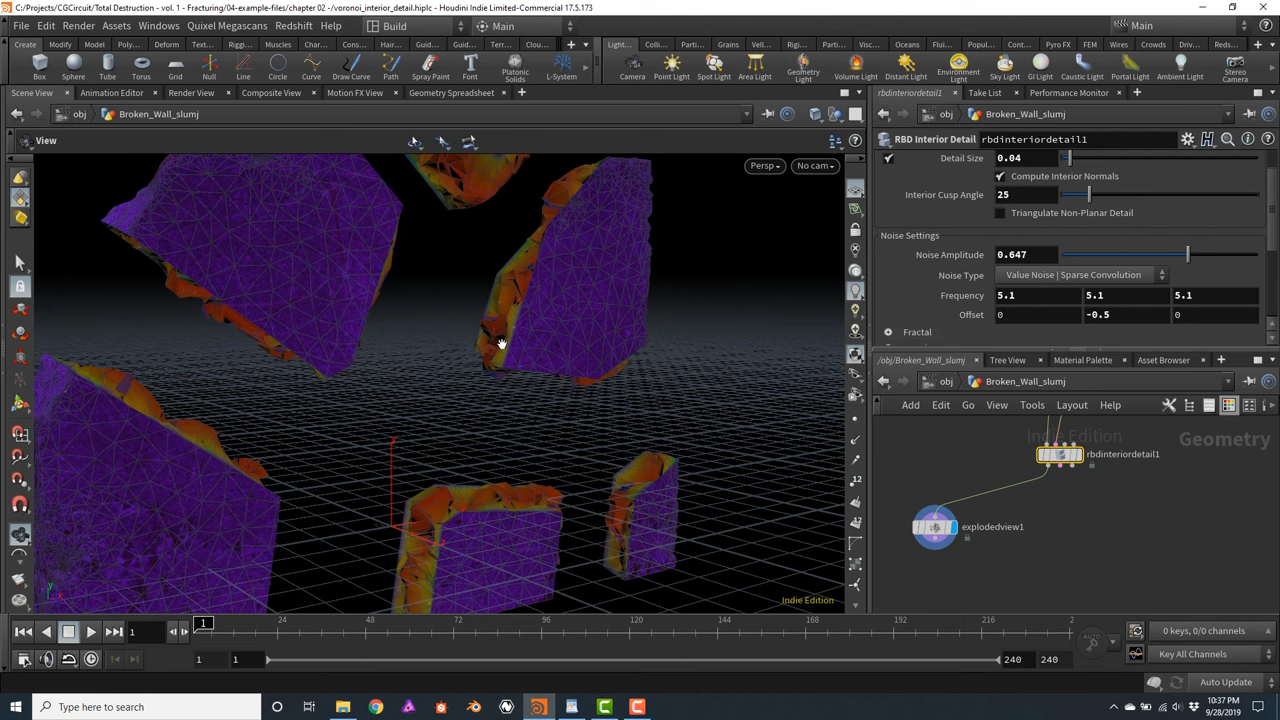 C:/Projects/CGCircuit/Total Destruction - vol. 1 - Fracturing/04-example-files/chapter 02 -/voronoi_interior_detail.hiplc - Houdini Indie Limited-Commercial 17.5.173
File Edit Render Assets Windows Quixel Megascans Redshift Help Build Main Main
Create Modify Model Poly... Deform Text... Rigg... Muscles Char... Cons... Hair... Guid... Guid... Terr... Clou... Light... Colli... Parti... Grains Vell... Rigi... Parti... Visc... Oceans Flui... Popul... Cont... Pyro FX FEM Wires Crowds Driv... Reds...
Box Sphere Tube Torus Grid Null Line Circle Curve Draw Curve Path Spray Paint Font Platonic Solids L-System Camera Point Light Spot Light Area Light Geometry Light Volume Light Distant Light Environment Light Sky Light GI Light Caustic Light Portal Light Ambient Light Stereo Camera
Scene View Animation Editor Render View Composite View Motion FX View Geometry Spreadsheet rbdinteriordetail1 Take List Performance Monitor
obj Broken_Wall_slumj obj Broken_Wall_slumj
View RBD Interior Detail rbdinteriordetail1
Persp No cam
Detail Size 0.04
Compute Interior Normals
Interior Cusp Angle 25
Triangulate Non-Planar Detail
Noise Settings
Noise Amplitude 0.647
Noise Type Value Noise | Sparse Convolution
Frequency 5.1 5.1 5.1
Offset 0 -0.5 0
Fractal
/obj/Broken_Wall_slumj Tree View Material Palette Asset Browser
obj Broken_Wall_slumj
Add Edit Go View Tools Layout Help
Indie Edition Geometry
rbdinteriordetail1
explodedview1
12
12
y
y
x
Indie Edition
1 1 24 48 72 96 120 144 168 192 216 2
0 keys, 0/0 channels
1 1 240 240 Key All Channels
AUTO
Auto Update
Type here to search
10:37 PM
9/28/2019